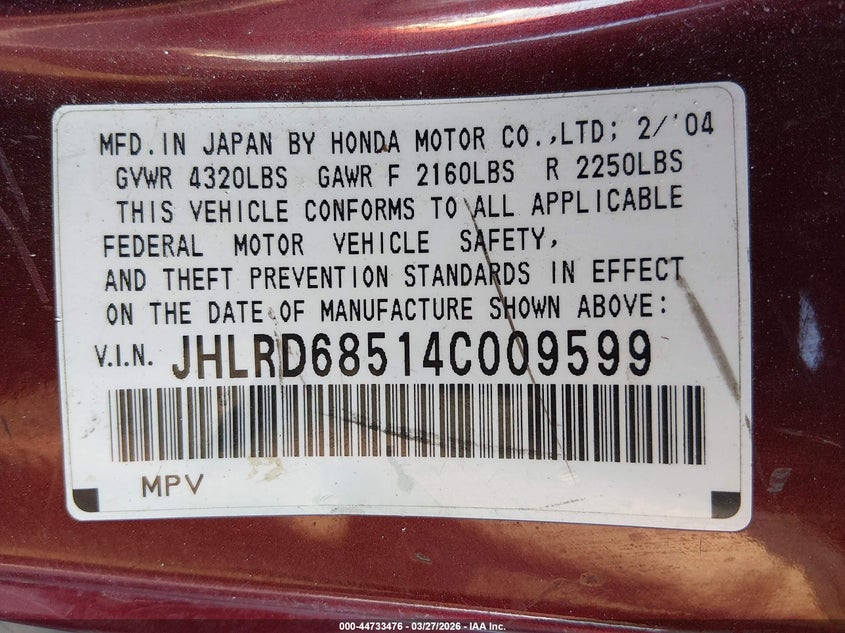 MFD.IN JAPAN BY HONDA MOTOR CO.,LTD; 2/'04
GVWR 4320LBS GAWR F 2160LBS R 2250LBS
THIS VEHICLE CONFORMS TO ALL APPLICABLE
FEDERAL MOTOR VEHICLE SAFETY,
AND THEFT PREVENTION STANDARDS IN EFFECT
ON THE DATE OF MANUFACTURE SHOWN ABOVE:
V.I.N. JHLRD68514C009599
MPV
000-44733476 | 03/27/2026 | IAA Inc.